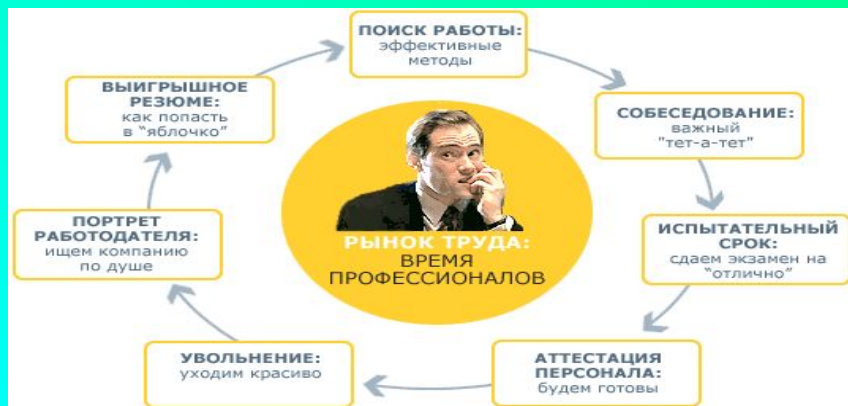 ПОИСК РАБОТЫ:
эффективные
методы
СОБЕСЕДОВАНИЕ:
важный
"тет-а-тет"
ИСПЫТАТЕЛЬНЫЙ
СРОК:
сдаем экзамен на
"отлично"
АТТЕСТАЦИЯ
ПЕРСОНАЛА:
будем готовы
УВОЛЬНЕНИЕ:
уходим красиво
ПОРТРЕТ
РАБОТОДАТЕЛЯ:
ищем компанию
по душе
ВЫИГРЫШНОЕ
РЕЗЮМЕ:
как попасть
в "яблочко"
РЫНОК ТРУДА:
ВРЕМЯ
ПРОФЕССИОНАЛОВ